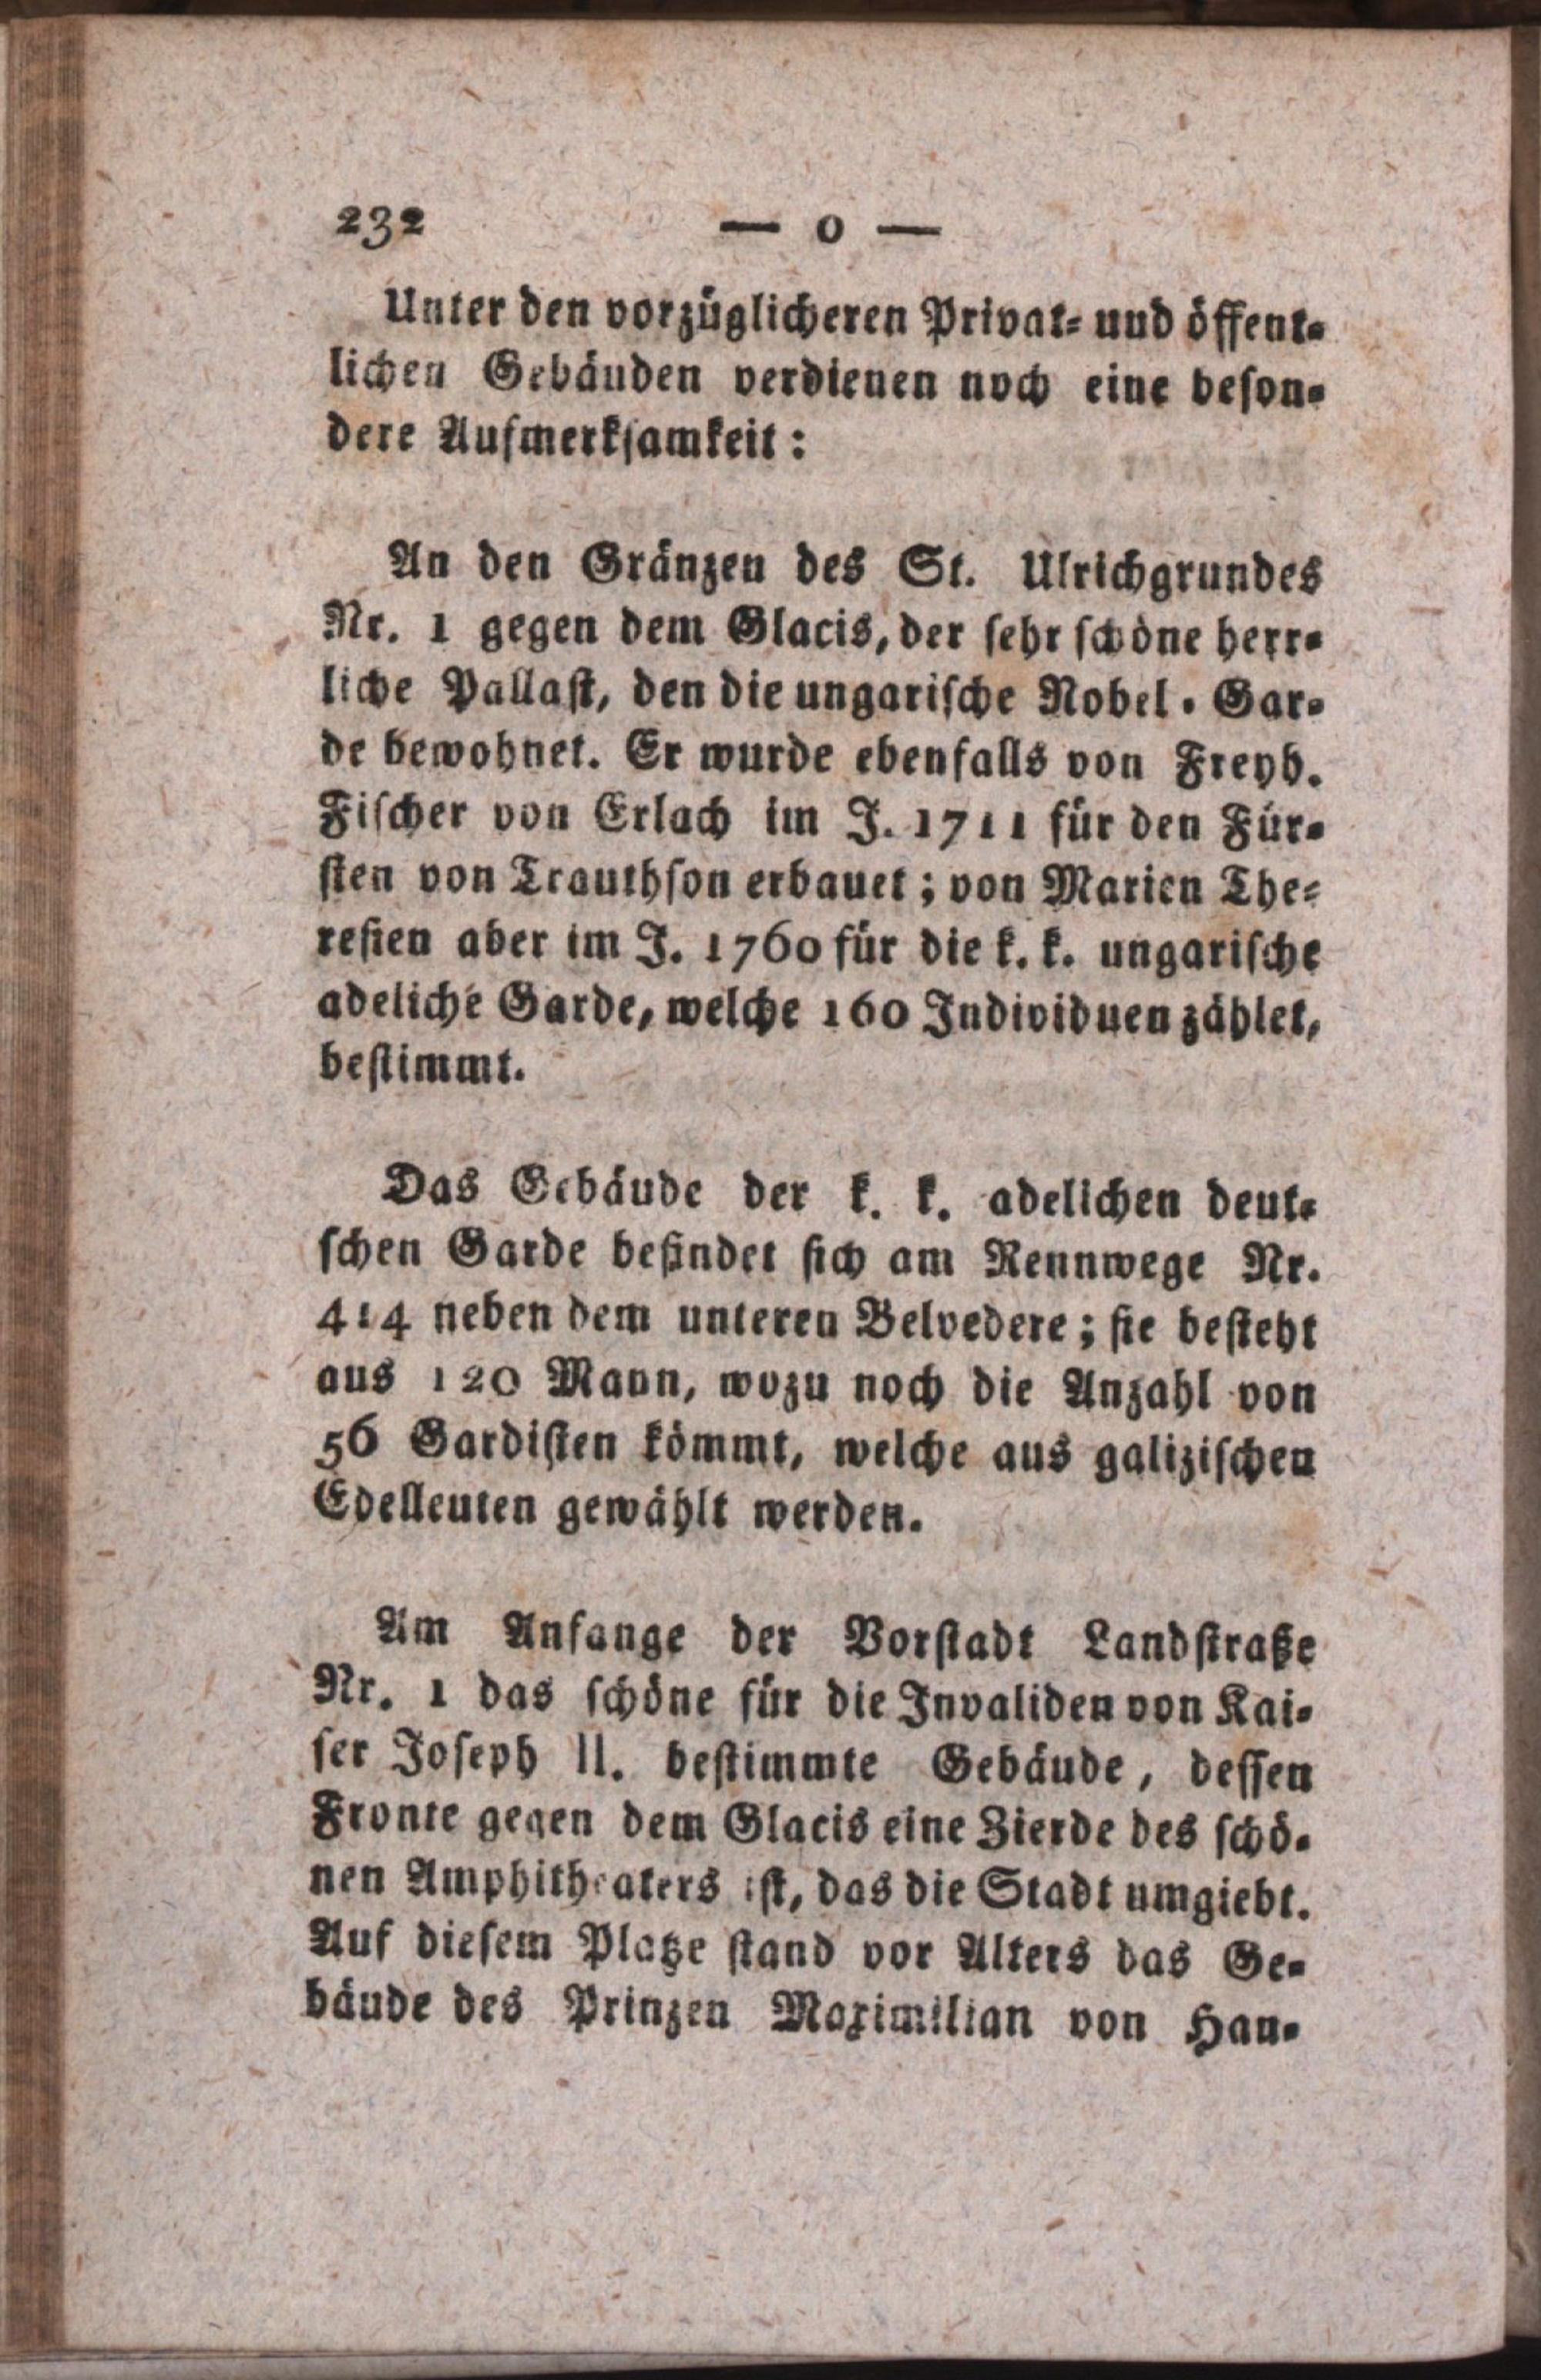 232 — o —
Unter den vorzüglicheren Privat- und öffent-
lichen Gebäuden verdienen noch eine beson-
dere Aufmerksamkeit:
An den Gränzen des St. Ulrichgrundes
Nr. 1 gegen dem Glacis, der sehr schöne herr-
liche Pallast, den die ungarische Nobel-Gar-
de bewohnet. Er wurde ebenfalls von Freyh.
Fischer von Erlach im J. 1711 für den Für-
sten von Trauthson erbauet; von Marien The-
resien aber im J. 1760 für die k. k. ungarische
adeliche Garde, welche 160 Individuen zählet,
bestimmt.
Das Gebäude der k. k. adelichen deut-
schen Garde befindet sich am Rennwege Nr.
414 neben dem unteren Belvedere; sie besteht
aus 120 Mann, wozu noch die Anzahl von
56 Gardisten kömmt, welche aus galizischen
Edelleuten gewählt werden.
Am Anfange der Vorstadt Landstraße
Nr. 1 das schöne für die Invaliden von Kai-
ser Joseph II. bestimmte Gebäude, dessen
Fronte gegen dem Glacis eine Zierde des schö-
nen Amphitheaters ist, das die Stadt umgiebt.
Auf diesem Platze stand vor Alters das Ge-
bäude des Prinzen Maximilian von Han-